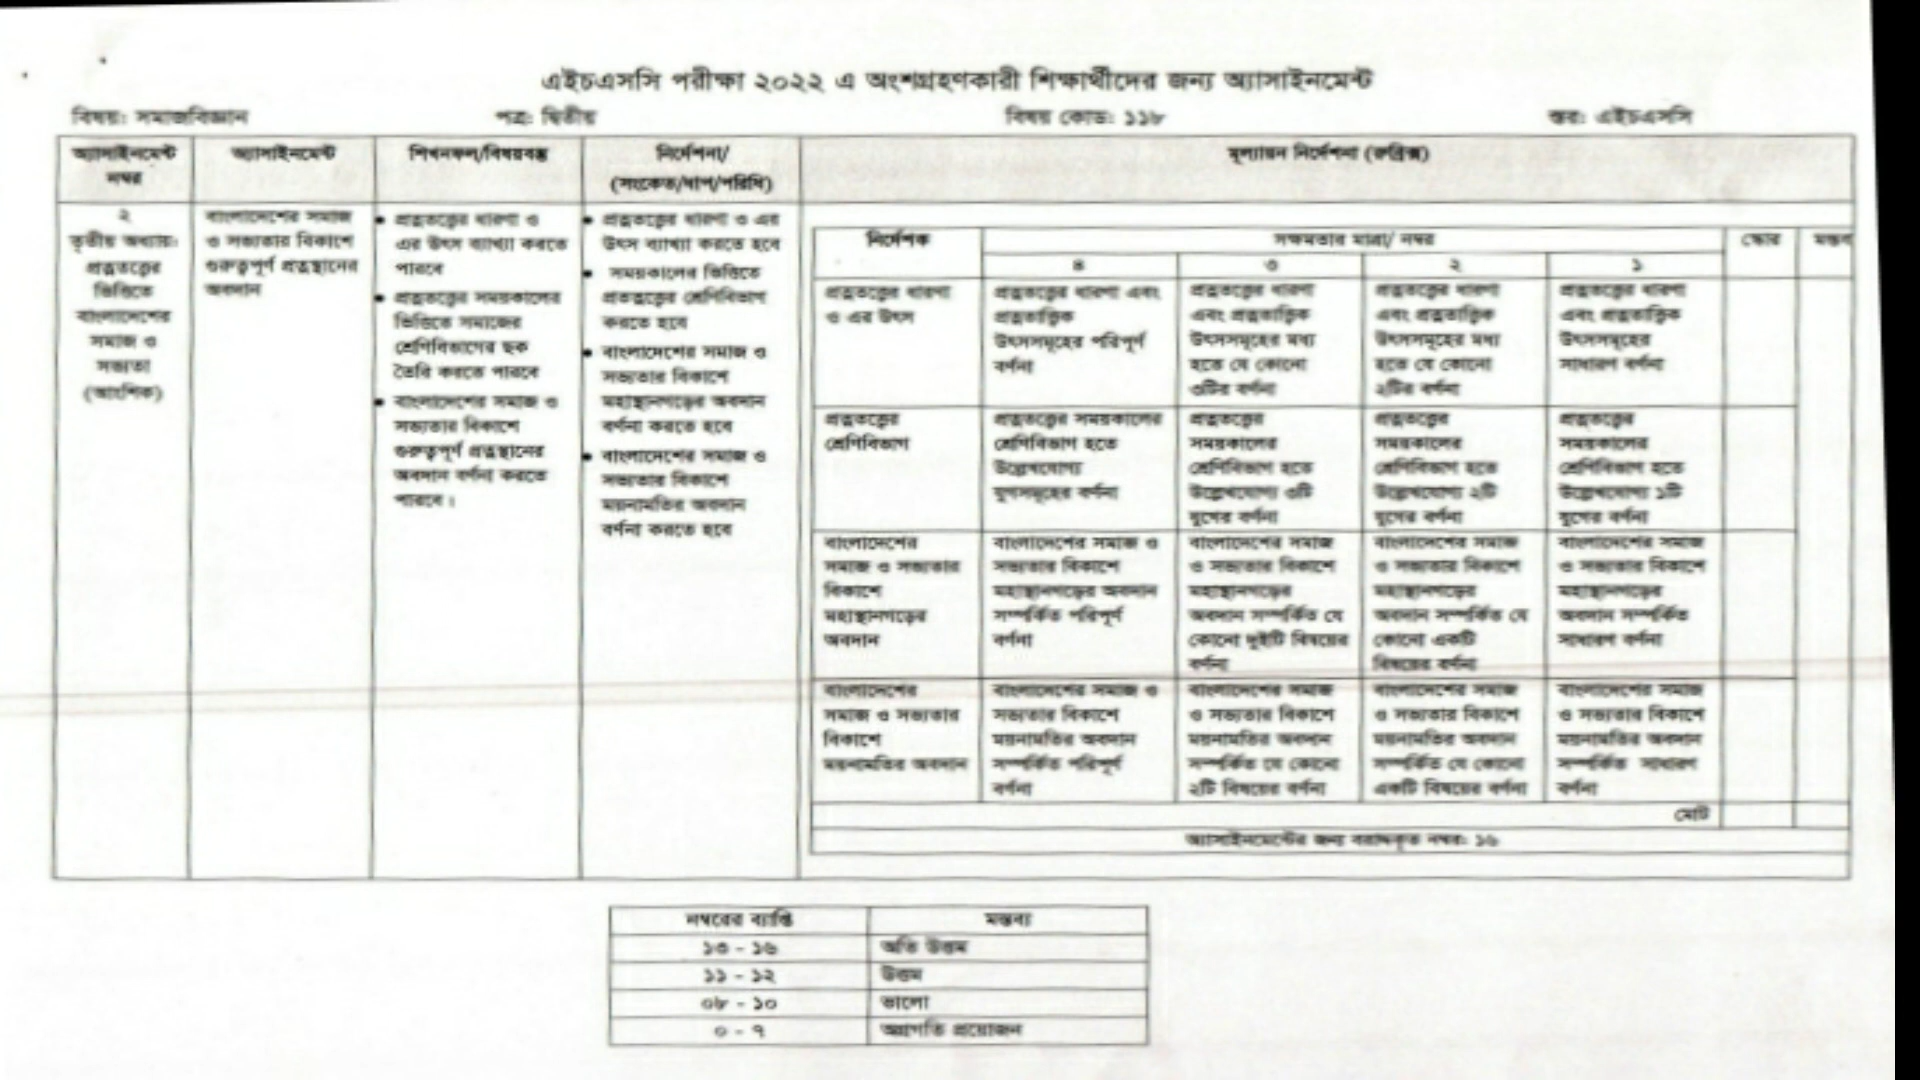 এইচএসসি পরীক্ষা ২০২২ এ অংশগ্রহণকারী শিক্ষার্থীদের জন্য অ্যাসাইনমেন্ট
বিষয়: সমাজবিজ্ঞান পত্র: দ্বিতীয় বিষয় কোড: ১১৮ স্তর: এইচএসসি
অ্যাসাইনমেন্ট
নম্বর
অ্যাসাইনমেন্ট
শিখনফল/বিষয়বস্তু
নির্দেশনা/
(সংকেত/ধাপ/পরিধি)
মূল্যায়ন নির্দেশনা (রুব্রিক্স)
২
তৃতীয় অধ্যায়:
প্রত্নতত্ত্বের
ভিত্তিতে
বাংলাদেশের
সমাজ ও
সভ্যতা
(আংশিক)
বাংলাদেশের সমাজ
ও সভ্যতার বিকাশে
গুরুত্বপূর্ণ প্রত্নস্থানের
অবদান
• প্রত্নতত্ত্বের ধারণা ও
এর উৎস ব্যাখ্যা করতে
পারবে
• প্রত্নতত্ত্বের সময়কালের
ভিত্তিতে সমাজের
শ্রেণিবিভাগের ছক
তৈরি করতে পারবে
• বাংলাদেশের সমাজ ও
সভ্যতার বিকাশে
গুরুত্বপূর্ণ প্রত্নস্থানের
অবদান বর্ণনা করতে
পারবে।
• প্রত্নতত্ত্বের ধারণা ও এর
উৎস ব্যাখ্যা করতে হবে
• সময়কালের ভিত্তিতে
প্রতত্নত্ত্বের শ্রেণিবিভাগ
করতে হবে
• বাংলাদেশের সমাজ ও
সভ্যতার বিকাশে
মহাস্থানগড়ের অবদান
বর্ণনা করতে হবে
• বাংলাদেশের সমাজ ও
সভ্যতার বিকাশে
ময়নামতির অবদান
বর্ণনা করতে হবে
নির্দেশক
সক্ষমতার মাত্রা/ নম্বর
স্কোর
মন্তব
৪ ৩ ২ ১
প্রত্নতত্ত্বের ধারণা
ও এর উৎস
প্রত্নতত্ত্বের ধারণা এবং
প্রত্নতাত্ত্বিক
উৎসসমূহের পরিপূর্ণ
বর্ণনা
প্রত্নতত্ত্বের ধারণা
এবং প্রত্নতাত্ত্বিক
উৎসসমূহের মধ্য
হতে যে কোনো
৩টির বর্ণনা
প্রত্নতত্ত্বের ধারণা
এবং প্রত্নতাত্ত্বিক
উৎসসমূহের মধ্য
হতে যে কোনো
২টির বর্ণনা
প্রত্নতত্ত্বের ধারণা
এবং প্রত্নতাত্ত্বিক
উৎসসমূহের
সাধারণ বর্ণনা
প্রত্নতত্ত্বের
শ্রেণিবিভাগ
প্রত্নতত্ত্বের সময়কালের
শ্রেণিবিভাগ হতে
উল্লেখযোগ্য
যুগসমূহের বর্ণনা
প্রত্নতত্ত্বের
সময়কালের
শ্রেণিবিভাগ হতে
উল্লেখযোগ্য ৩টি
যুগের বর্ণনা
প্রত্নতত্ত্বের
সময়কালের
শ্রেণিবিভাগ হতে
উল্লেখযোগ্য ২টি
যুগের বর্ণনা
প্রত্নতত্ত্বের
সময়কালের
শ্রেণিবিভাগ হতে
উল্লেখযোগ্য ১টি
যুগের বর্ণনা
বাংলাদেশের
সমাজ ও সভ্যতার
বিকাশে
মহাস্থানগড়ের
অবদান
বাংলাদেশের সমাজ ও
সভ্যতার বিকাশে
মহাস্থানগড়ের অবদান
সম্পর্কিত পরিপূর্ণ
বর্ণনা
বাংলাদেশের সমাজ
ও সভ্যতার বিকাশে
মহাস্থানগড়ের
অবদান সম্পর্কিত যে
কোনো দুইটি বিষয়ের
বর্ণনা
বাংলাদেশের সমাজ
ও সভ্যতার বিকাশে
মহাস্থানগড়ের
অবদান সম্পর্কিত যে
কোনো একটি
বিষয়ের বর্ণনা
বাংলাদেশের সমাজ
ও সভ্যতার বিকাশে
মহাস্থানগড়ের
অবদান সম্পর্কিত
সাধারণ বর্ণনা
বাংলাদেশের
সমাজ ও সভ্যতার
বিকাশে
ময়নামতির অবদান
বাংলাদেশের সমাজ ও
সভ্যতার বিকাশে
ময়নামতির অবদান
সম্পর্কিত পরিপূর্ণ
বর্ণনা
বাংলাদেশের সমাজ
ও সভ্যতার বিকাশে
ময়নামতির অবদান
সম্পর্কিত যে কোনো
২টি বিষয়ের বর্ণনা
বাংলাদেশের সমাজ
ও সভ্যতার বিকাশে
ময়নামতির অবদান
সম্পর্কিত যে কোনো
একটি বিষয়ের বর্ণনা
বাংলাদেশের সমাজ
ও সভ্যতার বিকাশে
ময়নামতির অবদান
সম্পর্কিত সাধারণ
বর্ণনা
মোট
অ্যাসাইনমেন্টের জন্য বরাদ্দকৃত নম্বর: ১৬
নম্বরের ব্যাপ্তি মন্তব্য
১৩ - ১৬ অতি উত্তম
১১ - ১২ উত্তম
০৮ - ১০ ভালো
০ - ৭ অগ্রগতি প্রয়োজন